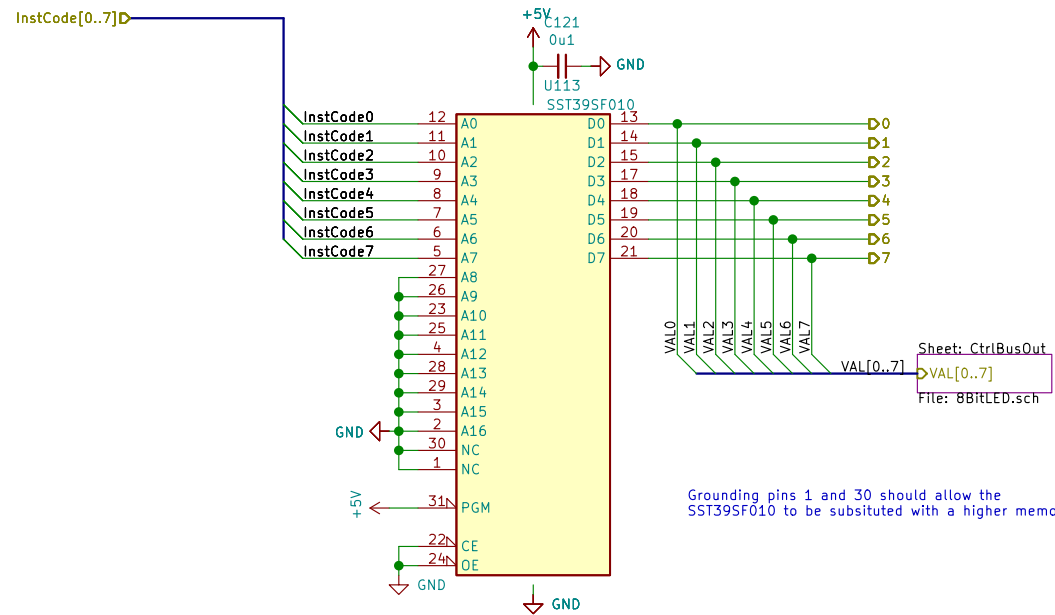 InstCode[0..7]
+5V
C121
0u1
GND
U113
SST39SF010
InstCode0 12 A0 D0 13 0
InstCode1 11 A1 D1 14 1
InstCode2 10 A2 D2 15 2
InstCode3 9 A3 D3 17 3
InstCode4 8 A4 D4 18 4
InstCode5 7 A5 D5 19 5
InstCode6 6 A6 D6 20 6
InstCode7 5 A7 D7 21 7
27 A8
26 A9
23 A10
25 A11
4 A12
28 A13
29 A14
3 A15
GND 2 A16
30 NC
1 NC
+5V 31 PGM
22 CE
24 OE
GND
GND
VAL0
VAL1
VAL2
VAL3
VAL4
VAL5
VAL6
VAL7
VAL[0..7]
Sheet: CtrlBusOut
VAL[0..7]
File: 8BitLED.sch
Grounding pins 1 and 30 should allow the
SST39SF010 to be subsituted with a higher memo